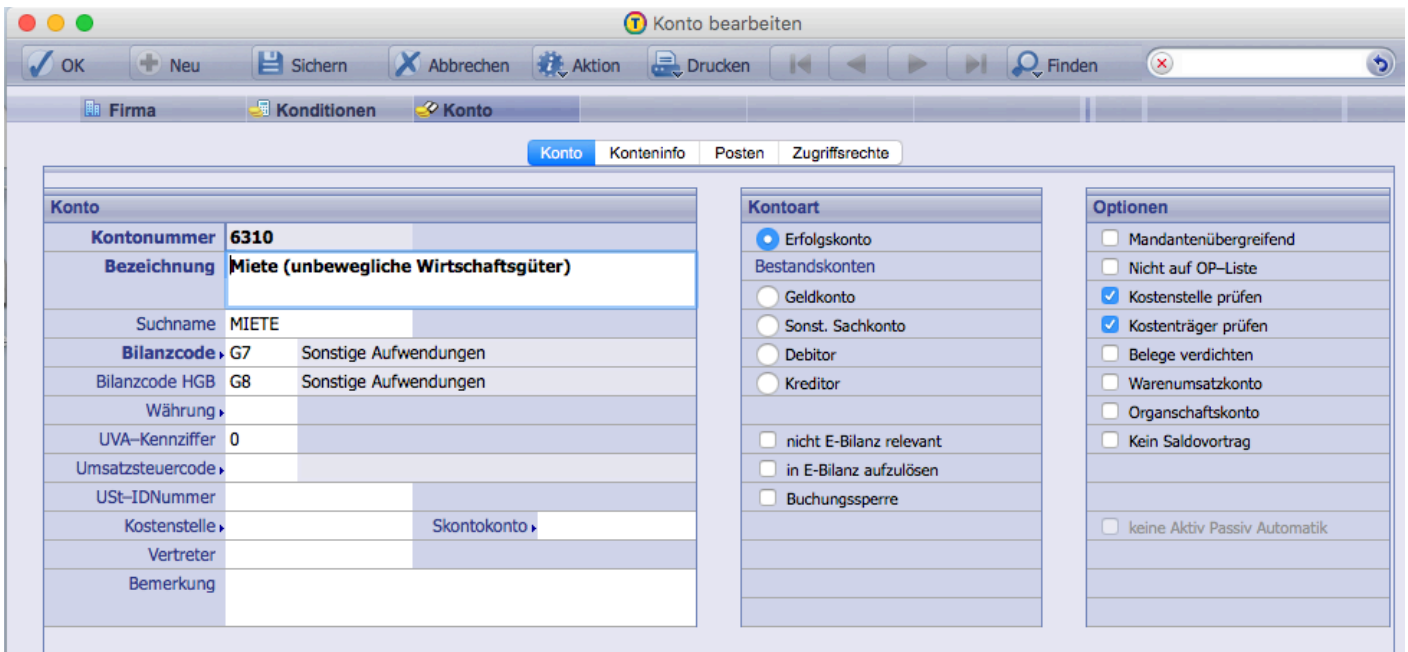 Konto bearbeiten
OK Neu Sichern Abbrechen Aktion Drucken Finden
Firma Konditionen Konto
Konto Konteninfo Posten Zugriffsrechte
Konto
Kontonummer 6310
Bezeichnung Miete (unbewegliche Wirtschaftsgüter)
Suchname MIETE
Bilanzcode G7 Sonstige Aufwendungen
Bilanzcode HGB G8 Sonstige Aufwendungen
Währung
UVA-Kennziffer 0
Umsatzsteuercode
USt-IDNummer
Kostenstelle Skontokonto
Vertreter
Bemerkung
Kontoart
Erfolgskonto
Bestandskonten
Geldkonto
Sonst. Sachkonto
Debitor
Kreditor
nicht E-Bilanz relevant
in E-Bilanz aufzulösen
Buchungssperre
Optionen
Mandantenübergreifend
Nicht auf OP-Liste
Kostenstelle prüfen
Kostenträger prüfen
Belege verdichten
Warenumsatzkonto
Organschaftskonto
Kein Saldovortrag
keine Aktiv Passiv Automatik